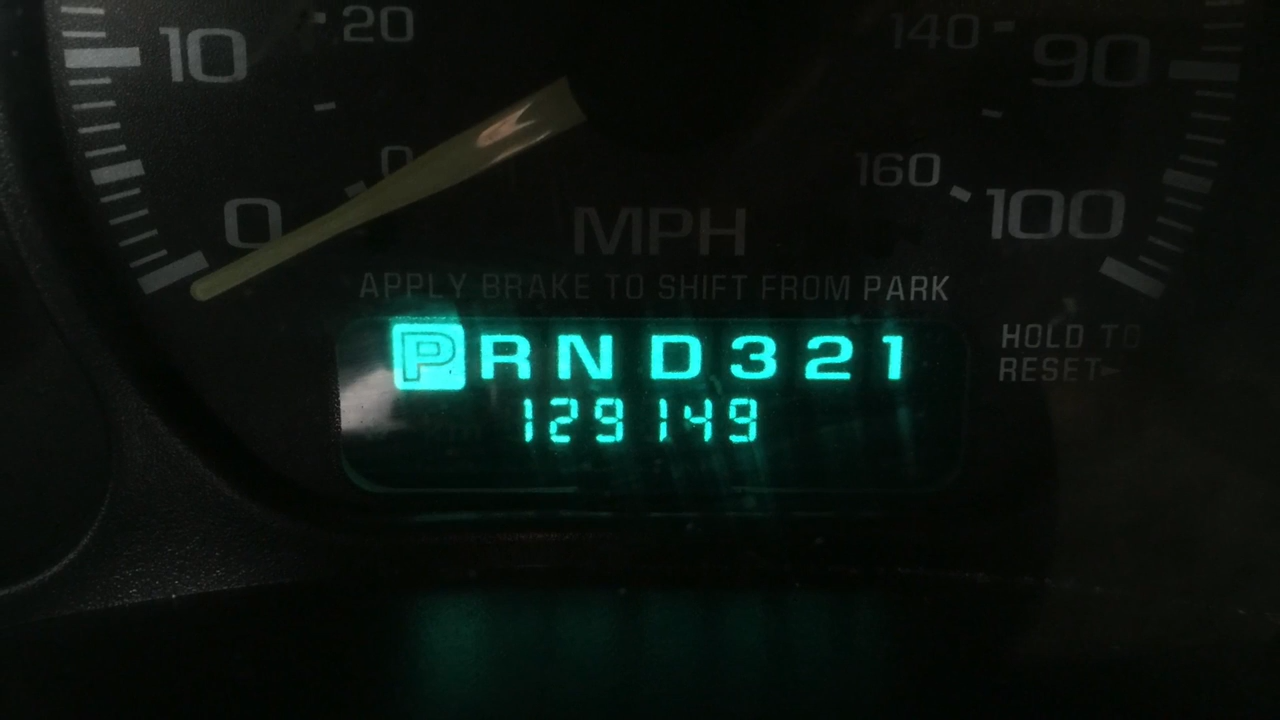 20 140
10 90
0 160
0 100
MPH
APPLY BRAKE TO SHIFT FROM PARK
P R N D 3 2 1
HOLD TO
RESET
129149